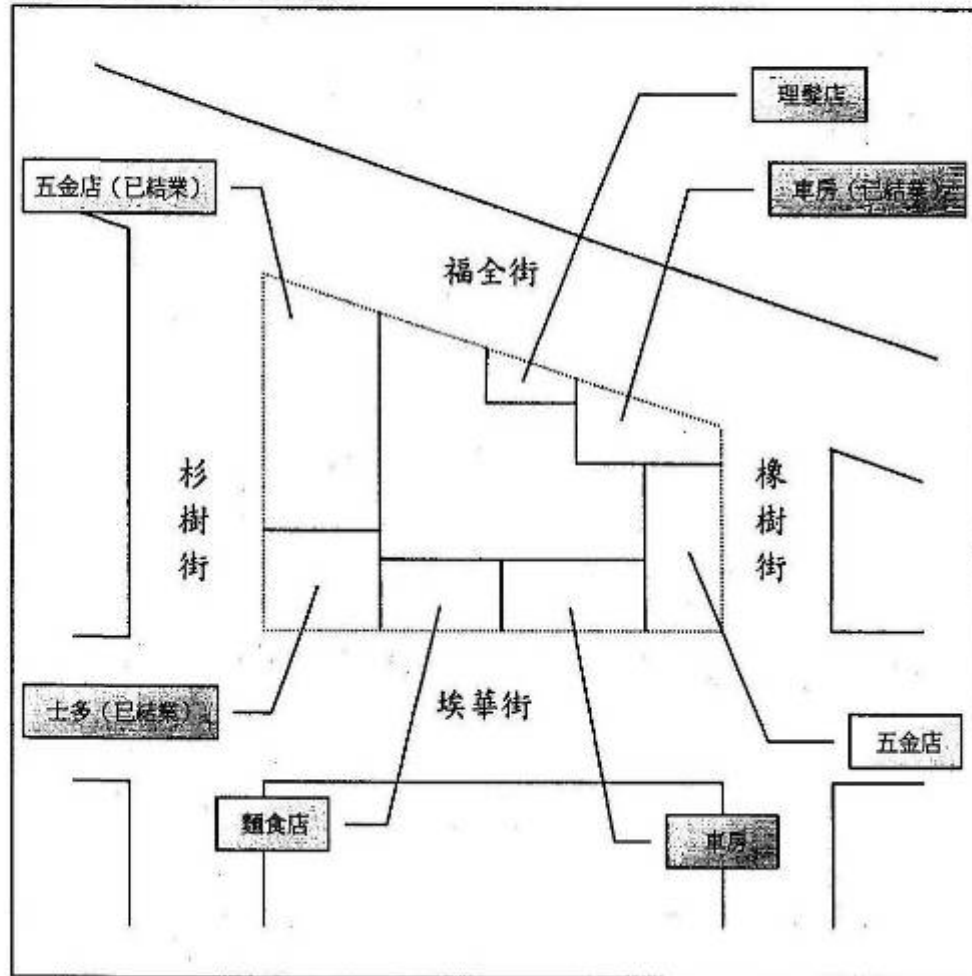 理髮店
五金店（已結業）
車房（已結業）
福全街
杉樹街
橡樹街
士多（已結業）
埃華街
五金店
麵食店
車房